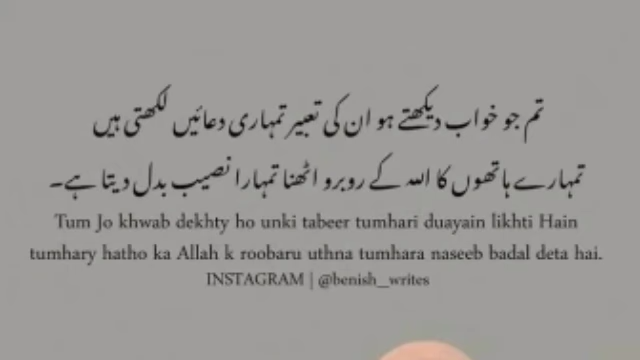 تم جو خواب دیکھتے ہو ان کی تعبیر تمہاری دعائیں لکھتی ہیں
تمہارے ہاتھوں کا اللہ کے روبرو اٹھنا تمہارا نصیب بدل دیتا ہے۔
Tum Jo khwab dekhty ho unki tabeer tumhari duayain likhti Hain
tumhary hatho ka Allah k roobaru uthna tumhara naseeb badal deta hai.
INSTAGRAM | @benish_writes